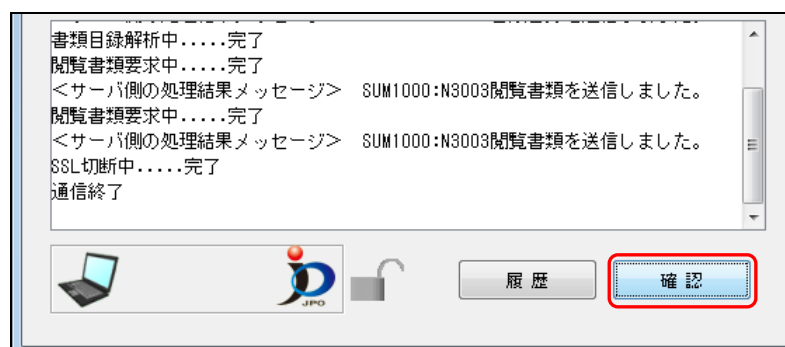 書類目録解析中.....完了
閲覧書類要求中.....完了
＜サーバ側の処理結果メッセージ＞　SUM1000:N3003閲覧書類を送信しました。
閲覧書類要求中.....完了
＜サーバ側の処理結果メッセージ＞　SUM1000:N3003閲覧書類を送信しました。
SSL切断中.....完了
通信終了
JPO
履 歴
確 認